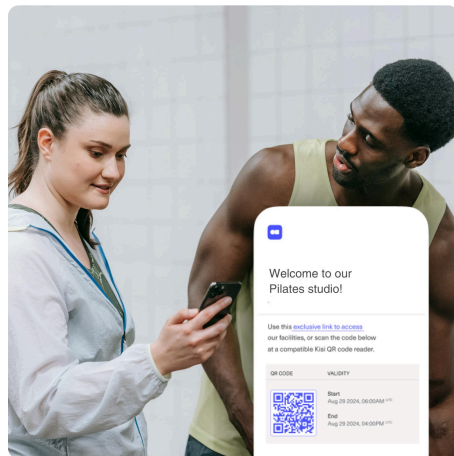 Welcome to our
Pilates studio!
Use this exclusive link to access
our facilities, or scan the code below
at a compatible Kisi QR code reader.
QR CODE VALIDITY
Start
Aug 29 2024, 06:00AM UTC
End
Aug 29 2024, 04:00PM UTC